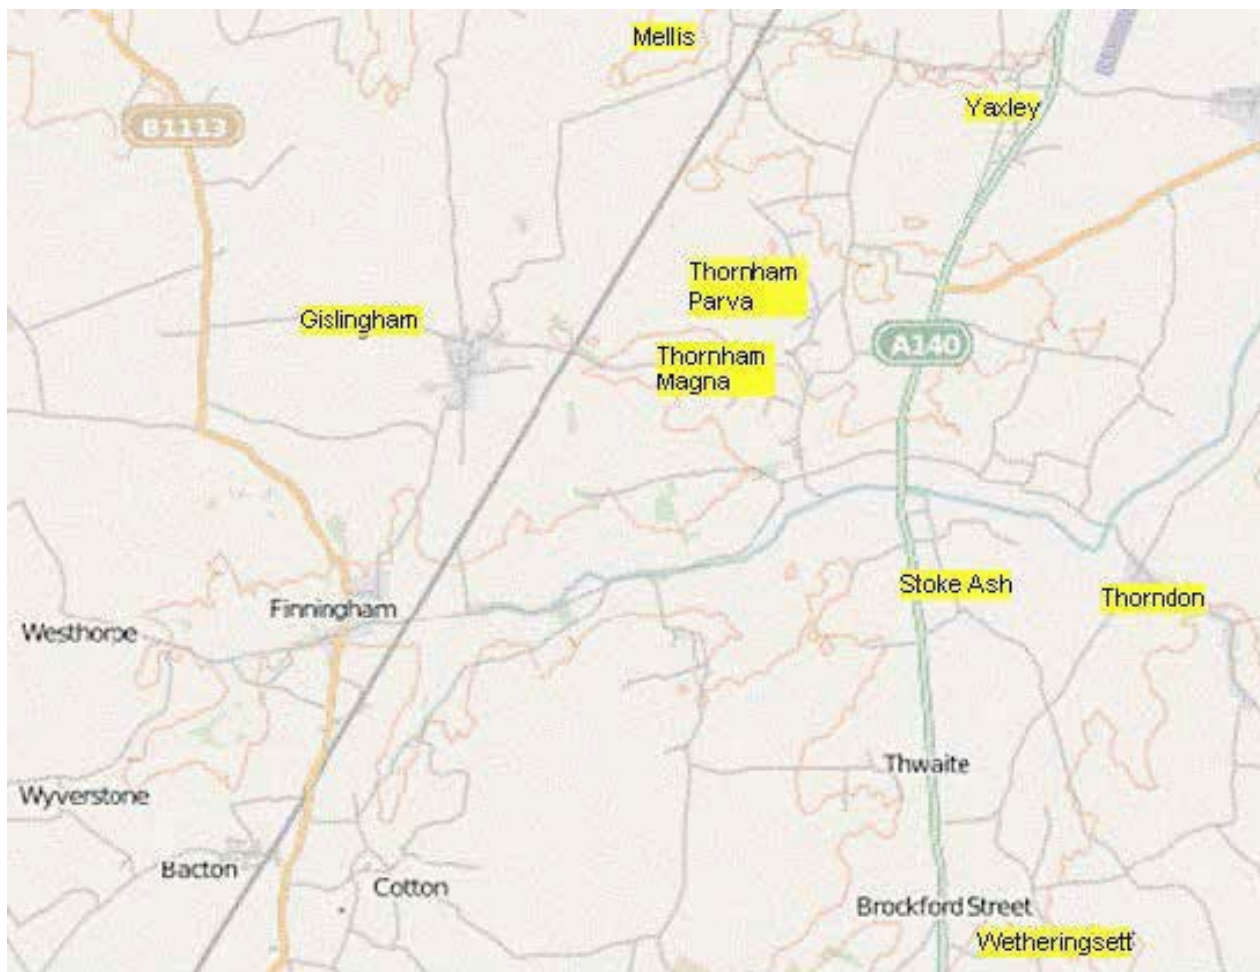 Mellis
Yaxley
B1113
Thornham
Parva
Gislingham
A140
Thornham
Magna
Stoke Ash
Thorndon
Finningham
Westhorpe
Thwaite
Wyverstone
Bacton
Cotton
Brockford Street
Wetheringsett